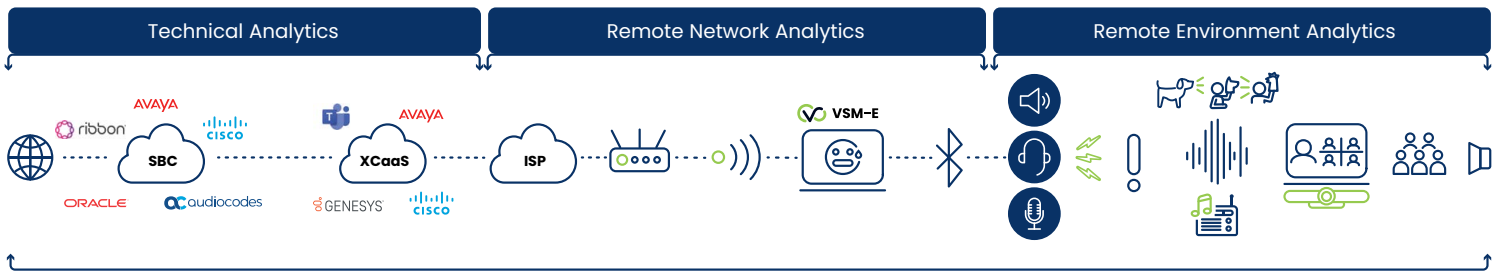 Technical Analytics
Remote Network Analytics
Remote Environment Analytics
AVAYA
ribbon
CISCO
SBC
ORACLE
audiocodes
T
AVAYA
XCaaS
GENESYS
CISCO
ISP
VSM-E